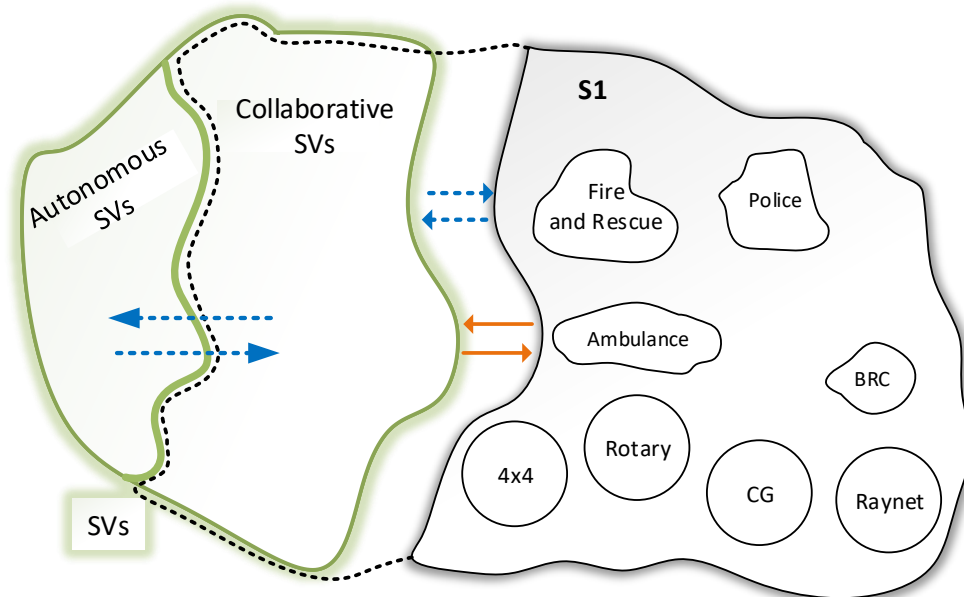 S1
Collaborative
SVs
Autonomous
SVs
Fire
and Rescue
Police
Ambulance
BRC
Rotary
4x4
CG
Raynet
SVs